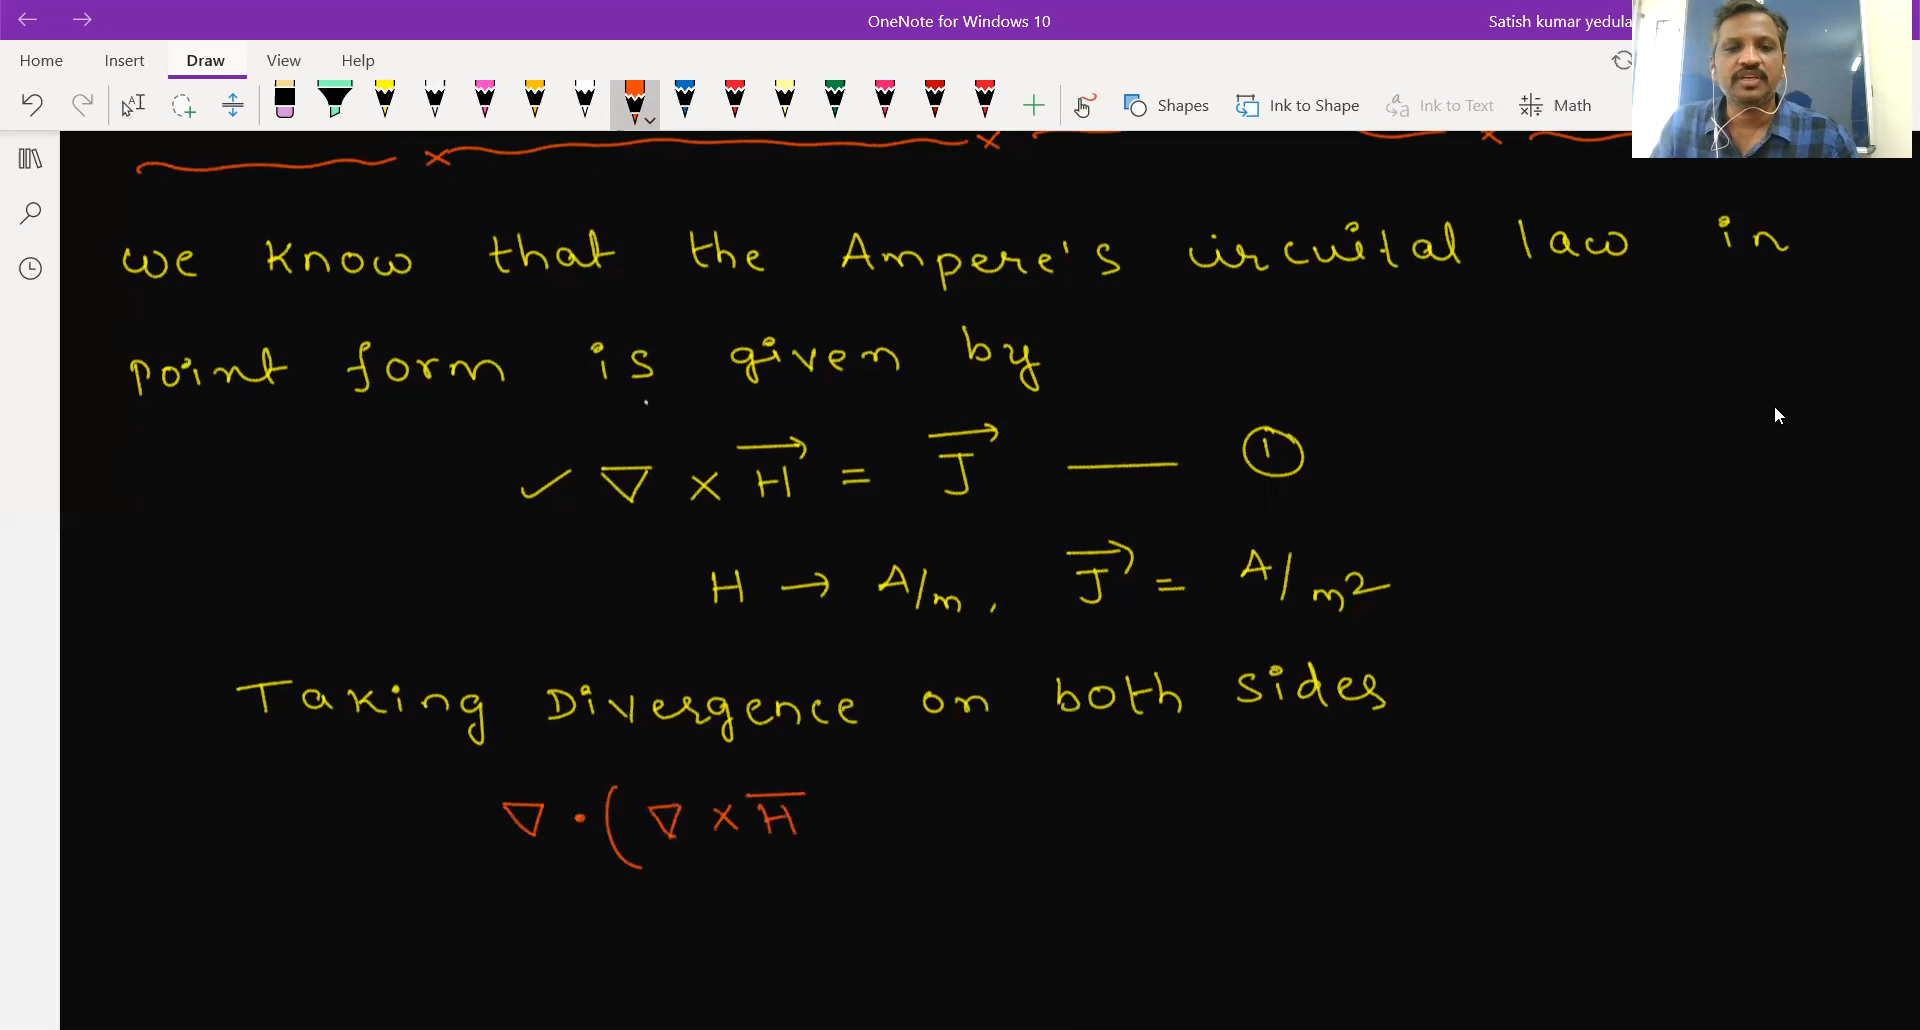 OneNote for Windows 10
Satish kumar yedula
Home Insert Draw View Help
Shapes Ink to Shape Ink to Text Math
we know that the Ampere's circuital law in
point form is given by
✓ ∇ × H⃗ = J⃗ —— ①
H → A/m, J⃗ = A/m²
Taking Divergence on both sides
∇ · ( ∇ × H̅